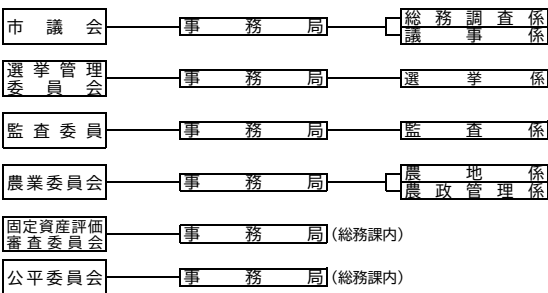 市議会 事務局 総務調査係
議事係
選挙管理委員会 事務局 選挙係
監査委員 事務局 監査係
農業委員会 事務局 農地係
農政管理係
固定資産評価審査委員会 事務局 (総務課内)
公平委員会 事務局 (総務課内)